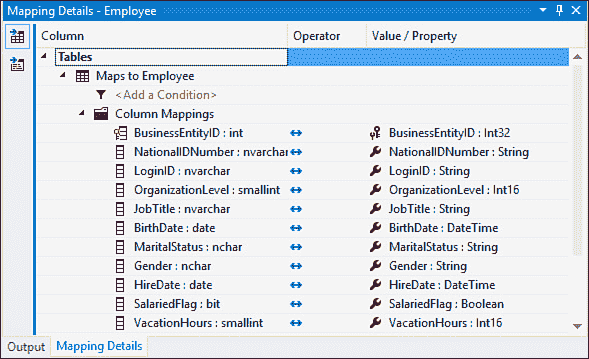 Mapping Details - Employee
Column Operator Value / Property
Tables
Maps to Employee
<Add a Condition>
Column Mappings
BusinessEntityID : int BusinessEntityID : Int32
NationalIDNumber : nvarchar NationalIDNumber : String
LoginID : nvarchar LoginID : String
OrganizationLevel : smallint OrganizationLevel : Int16
JobTitle : nvarchar JobTitle : String
BirthDate : date BirthDate : DateTime
MaritalStatus : nchar MaritalStatus : String
Gender : nchar Gender : String
HireDate : date HireDate : DateTime
SalariedFlag : bit SalariedFlag : Boolean
VacationHours : smallint VacationHours : Int16
Output Mapping Details